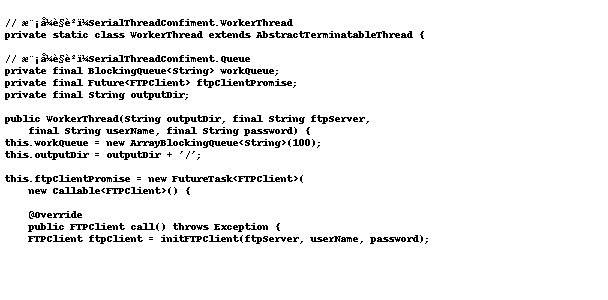 // æ¨¡å¼è§è²ï¼SerialThreadConfiment.WorkerThread
private static class WorkerThread extends AbstractTerminatableThread {
// æ¨¡å¼è§è²ï¼SerialThreadConfiment.Queue
private final BlockingQueue<String> workQueue;
private final Future<FTPClient> ftpClientPromise;
private final String outputDir;
public WorkerThread(String outputDir, final String ftpServer,
final String userName, final String password) {
this.workQueue = new ArrayBlockingQueue<String>(100);
this.outputDir = outputDir + '/';
this.ftpClientPromise = new FutureTask<FTPClient>(
new Callable<FTPClient>() {
@Override
public FTPClient call() throws Exception {
FTPClient ftpClient = initFTPClient(ftpServer, userName, password);